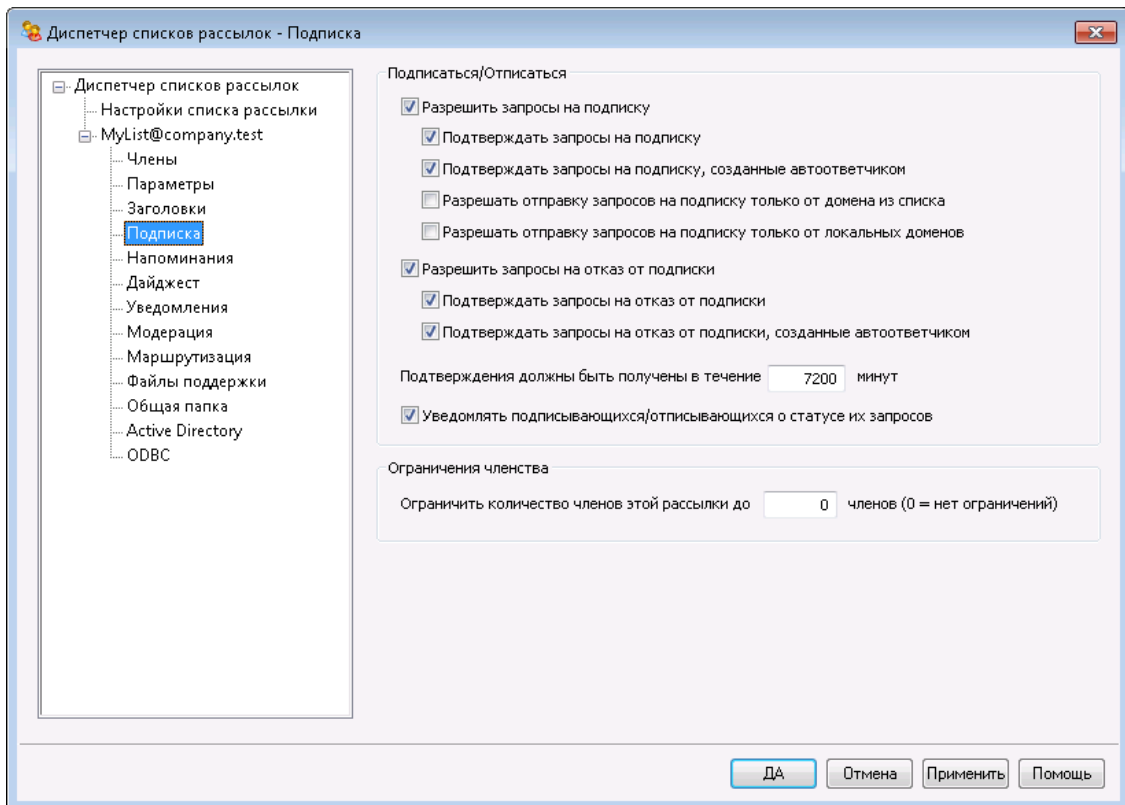 Диспетчер списков рассылок - Подписка
Диспетчер списков рассылок
Настройки списка рассылки
MyList@company.test
Члены
Параметры
Заголовки
Подписка
Напоминания
Дайджест
Уведомления
Модерация
Маршрутизация
Файлы поддержки
Общая папка
Active Directory
ODBC
Подписаться/Отписаться
Разрешить запросы на подписку
Подтверждать запросы на подписку
Подтверждать запросы на подписку, созданные автоответчиком
Разрешать отправку запросов на подписку только от домена из списка
Разрешать отправку запросов на подписку только от локальных доменов
Разрешить запросы на отказ от подписки
Подтверждать запросы на отказ от подписки
Подтверждать запросы на отказ от подписки, созданные автоответчиком
Подтверждения должны быть получены в течение 7200 минут
Уведомлять подписывающихся/отписывающихся о статусе их запросов
Ограничения членства
Ограничить количество членов этой рассылки до 0 членов (0 = нет ограничений)
ДА Отмена Применить Помощь